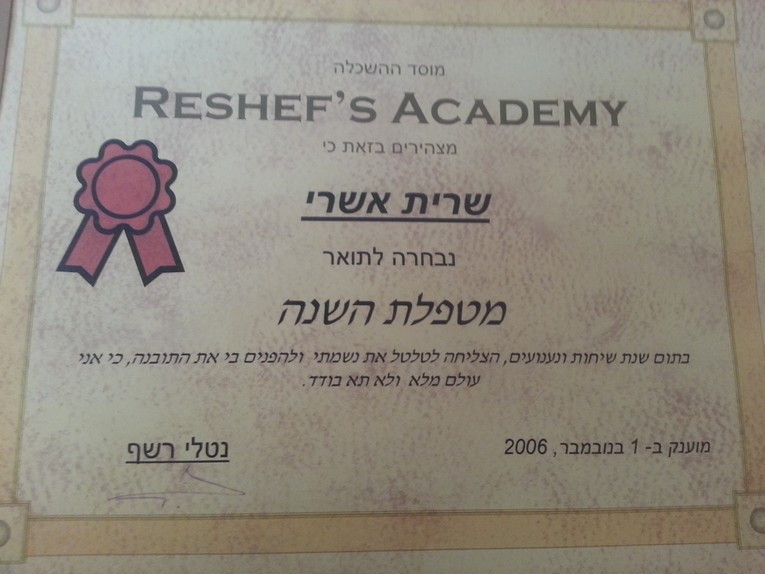 מוסד ההשכלה
RESHEF'S ACADEMY
מצהירים בזאת כי
שרית אשרי
נבחרה לתואר
מטפלת השנה
בתום שנת שיחות ונענועים, הצליחה לטלטל את נשמתי ולהפנים בי את התובנה, כי אני
עולם מלא ולא תא בודד.
מוענק ב- 1 בנובמבר, 2006
נטלי רשף